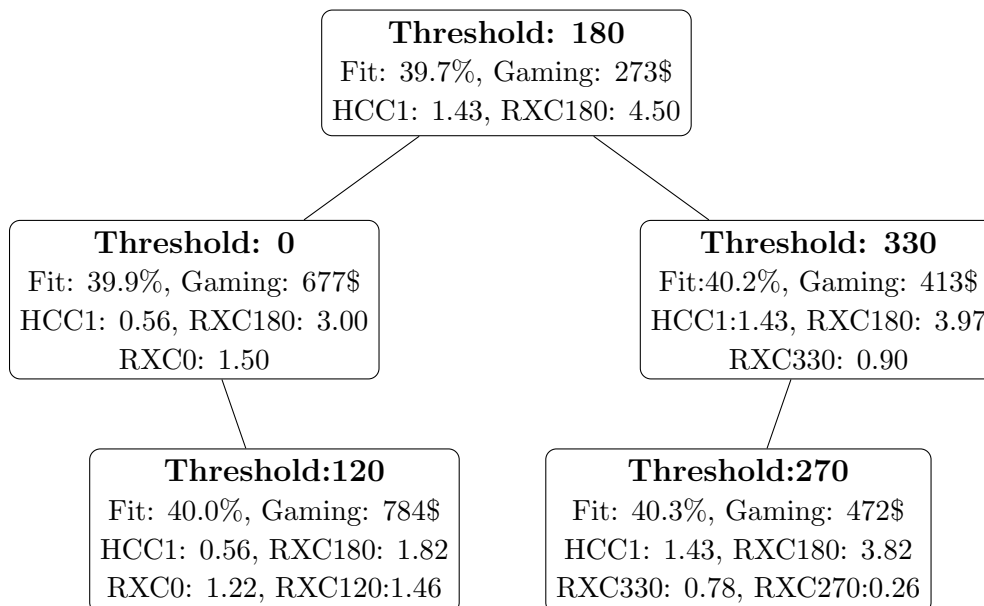 Threshold: 180
Fit: 39.7%, Gaming: 273$
HCC1: 1.43, RXC180: 4.50
Threshold: 0
Fit: 39.9%, Gaming: 677$
HCC1: 0.56, RXC180: 3.00
RXC0: 1.50
Threshold: 330
Fit:40.2%, Gaming: 413$
HCC1:1.43, RXC180: 3.97
RXC330: 0.90
Threshold:120
Fit: 40.0%, Gaming: 784$
HCC1: 0.56, RXC180: 1.82
RXC0: 1.22, RXC120:1.46
Threshold:270
Fit: 40.3%, Gaming: 472$
HCC1: 1.43, RXC180: 3.82
RXC330: 0.78, RXC270:0.26